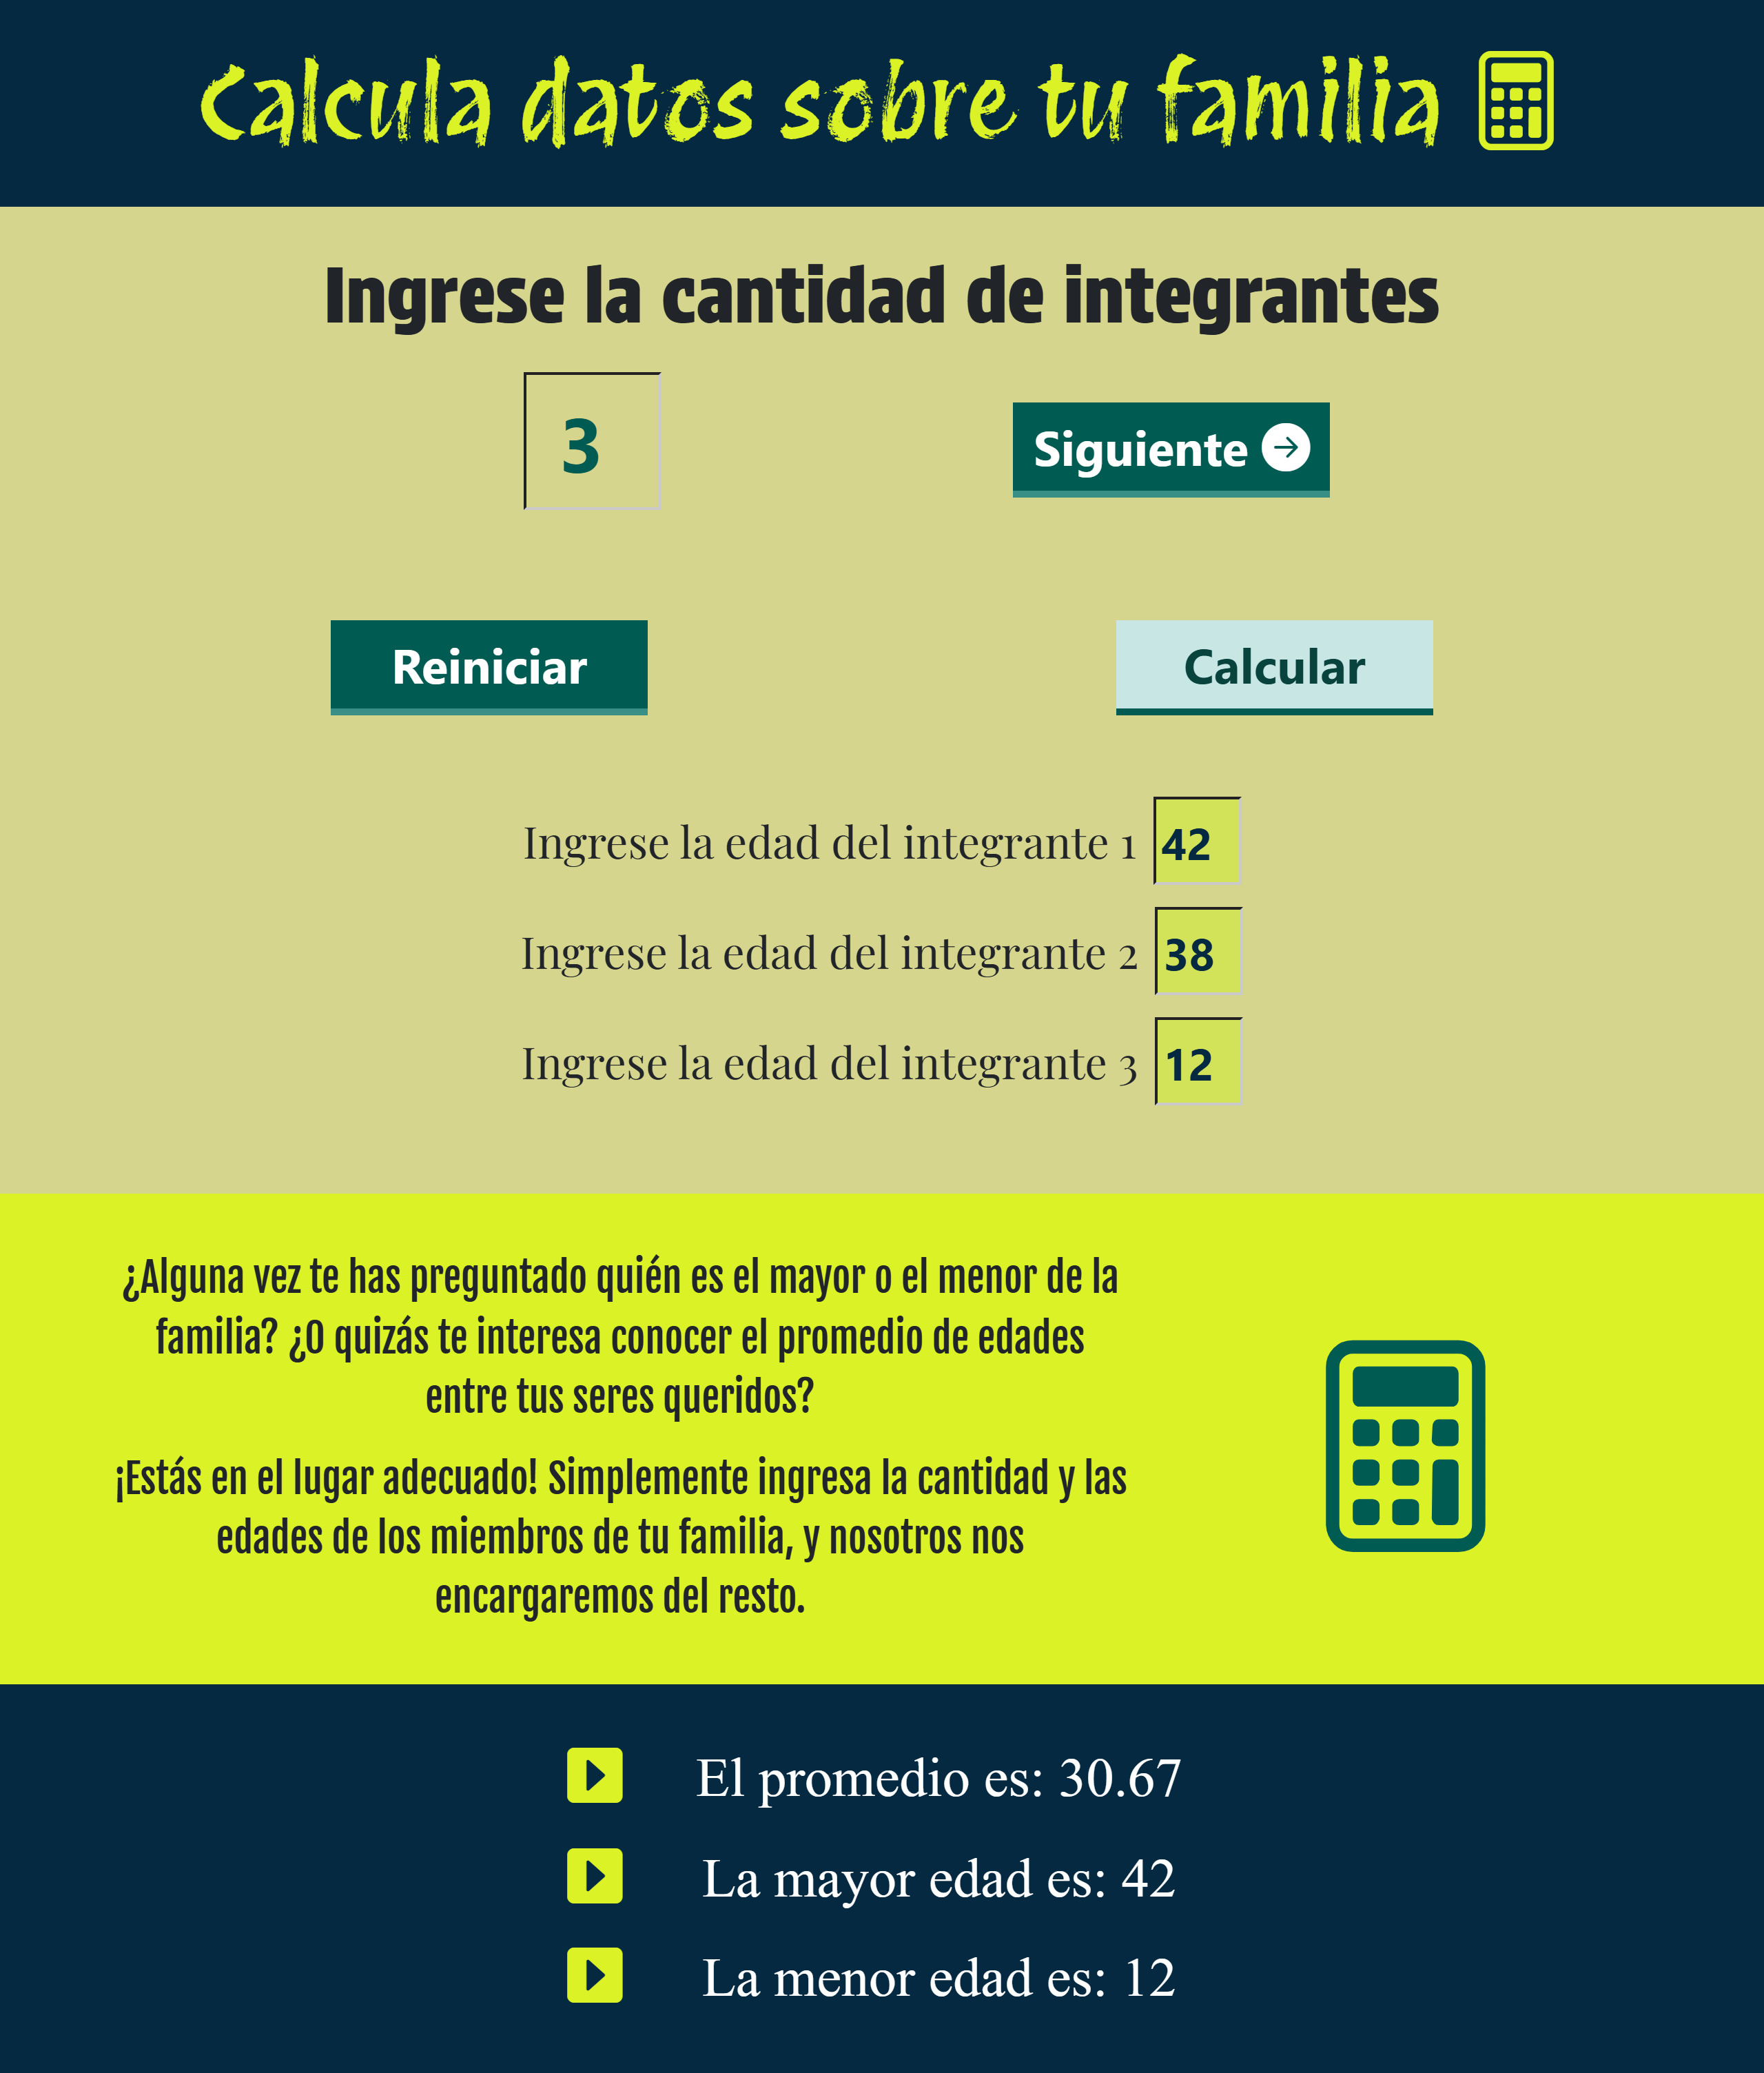 Calcula datos sobre tu familia
Ingrese la cantidad de integrantes
3
Siguiente
Reiniciar
Calcular
Ingrese la edad del integrante 1 42
Ingrese la edad del integrante 2 38
Ingrese la edad del integrante 3 12
¿Alguna vez te has preguntado quién es el mayor o el menor de la
familia? ¿O quizás te interesa conocer el promedio de edades
entre tus seres queridos?
¡Estás en el lugar adecuado! Simplemente ingresa la cantidad y las
edades de los miembros de tu familia, y nosotros nos
encargaremos del resto.
El promedio es: 30.67
La mayor edad es: 42
La menor edad es: 12